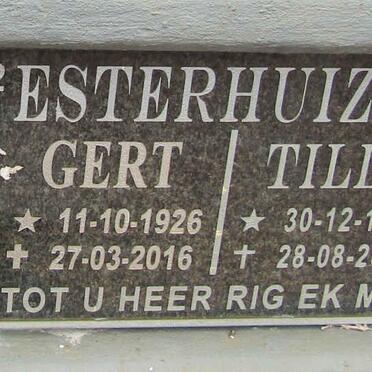 ESTERHUIZ
GERT TILL
11-10-1926 30-12-1
27-03-2016 28-08-2
TOT U HEER RIG EK M